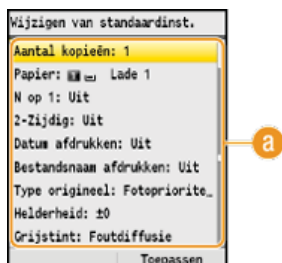 Wijzigen van standaardinst.
Aantal kopieën: 1
Papier: Lade 1
N op 1: Uit
2-Zijdig: Uit
Datum afdrukken: Uit
Bestandsnaam afdrukken: Uit
Type origineel: Fotopriorite…
a
Helderheid: ±0
Grijstint: Foutdiffusie
Toepassen